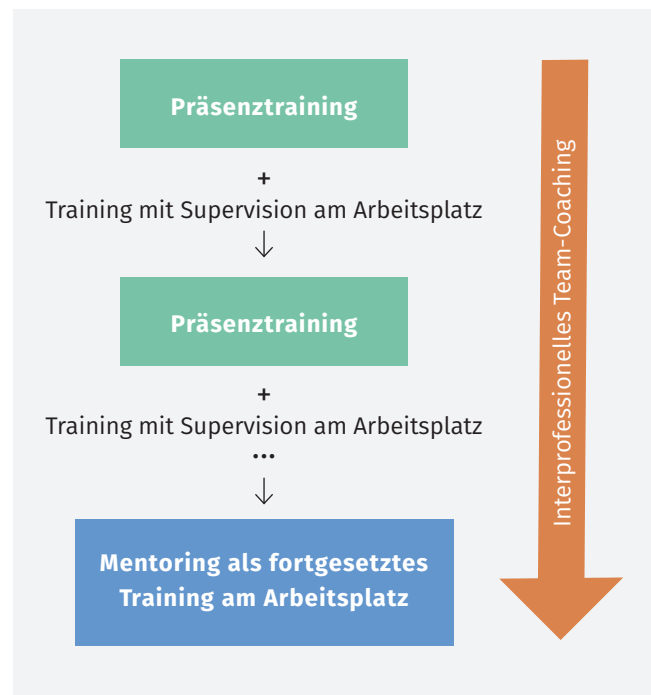 Präsenztraining
+
Training mit Supervision am Arbeitsplatz
Präsenztraining
+
Training mit Supervision am Arbeitsplatz
...
Mentoring als fortgesetztes
Training am Arbeitsplatz
Interprofessionelles Team-Coaching